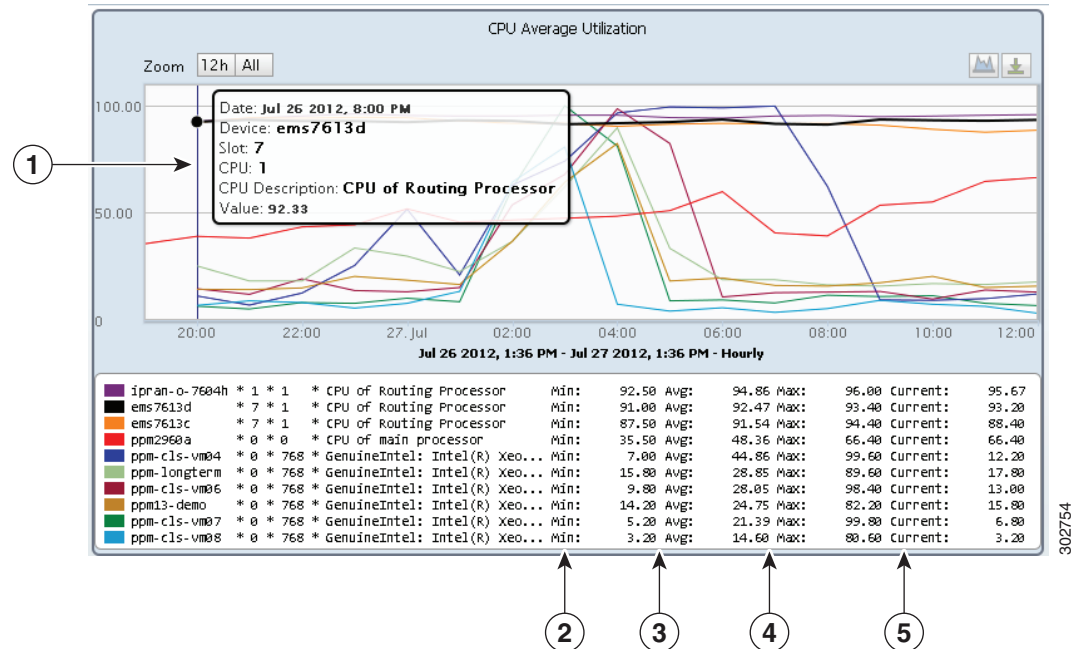 CPU Average Utilization
Zoom 12h All
100.00
50.00
0
Date: Jul 26 2012, 8:00 PM
Device: ems7613d
Slot: 7
CPU: 1
CPU Description: CPU of Routing Processor
Value: 92.33
1
20:00 22:00 27. Jul 02:00 04:00 06:00 08:00 10:00 12:00
Jul 26 2012, 1:36 PM - Jul 27 2012, 1:36 PM - Hourly
ipran-o-7604h * 1 * 1 * CPU of Routing Processor Min: 92.50 Avg: 94.86 Max: 96.00 Current: 95.67
ems7613d * 7 * 1 * CPU of Routing Processor Min: 91.00 Avg: 92.47 Max: 93.40 Current: 93.20
ems7613c * 7 * 1 * CPU of Routing Processor Min: 87.50 Avg: 91.54 Max: 94.40 Current: 88.40
ppm2960a * 0 * 0 * CPU of main processor Min: 35.50 Avg: 48.36 Max: 66.40 Current: 66.40
ppm-cls-vm04 * 0 * 768 * GenuineIntel: Intel(R) Xeo... Min: 7.00 Avg: 44.86 Max: 99.60 Current: 12.20
ppm-longterm * 0 * 768 * GenuineIntel: Intel(R) Xeo... Min: 15.80 Avg: 28.85 Max: 89.60 Current: 17.80
ppm-cls-vm06 * 0 * 768 * GenuineIntel: Intel(R) Xeo... Min: 9.80 Avg: 28.05 Max: 98.40 Current: 13.00
ppm13-demo * 0 * 768 * GenuineIntel: Intel(R) Xeo... Min: 14.20 Avg: 24.75 Max: 82.20 Current: 15.80
ppm-cls-vm07 * 0 * 768 * GenuineIntel: Intel(R) Xeo... Min: 5.20 Avg: 21.39 Max: 99.80 Current: 6.80
ppm-cls-vm08 * 0 * 768 * GenuineIntel: Intel(R) Xeo... Min: 3.20 Avg: 14.60 Max: 80.60 Current: 3.20
302754
2 3 4 5